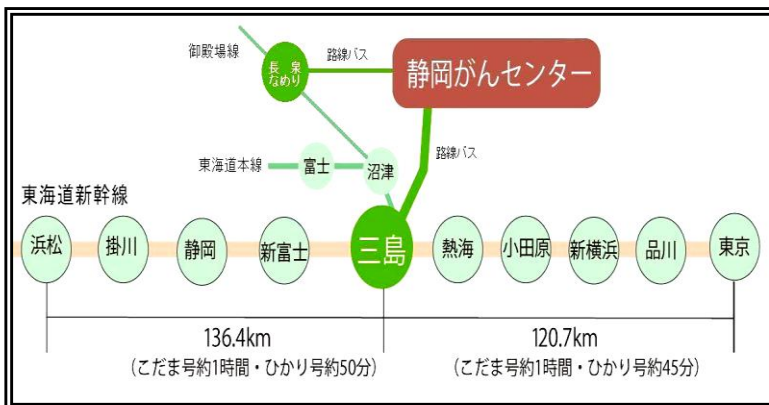 御殿場線
長泉
なめり
路線バス
静岡がんセンター
東海道本線
富士
沼津
路線バス
東海道新幹線
浜松
掛川
静岡
新富士
三島
熱海
小田原
新横浜
品川
東京
136.4km
(こだま号約1時間・ひかり号約50分)
120.7km
(こだま号約1時間・ひかり号約45分)